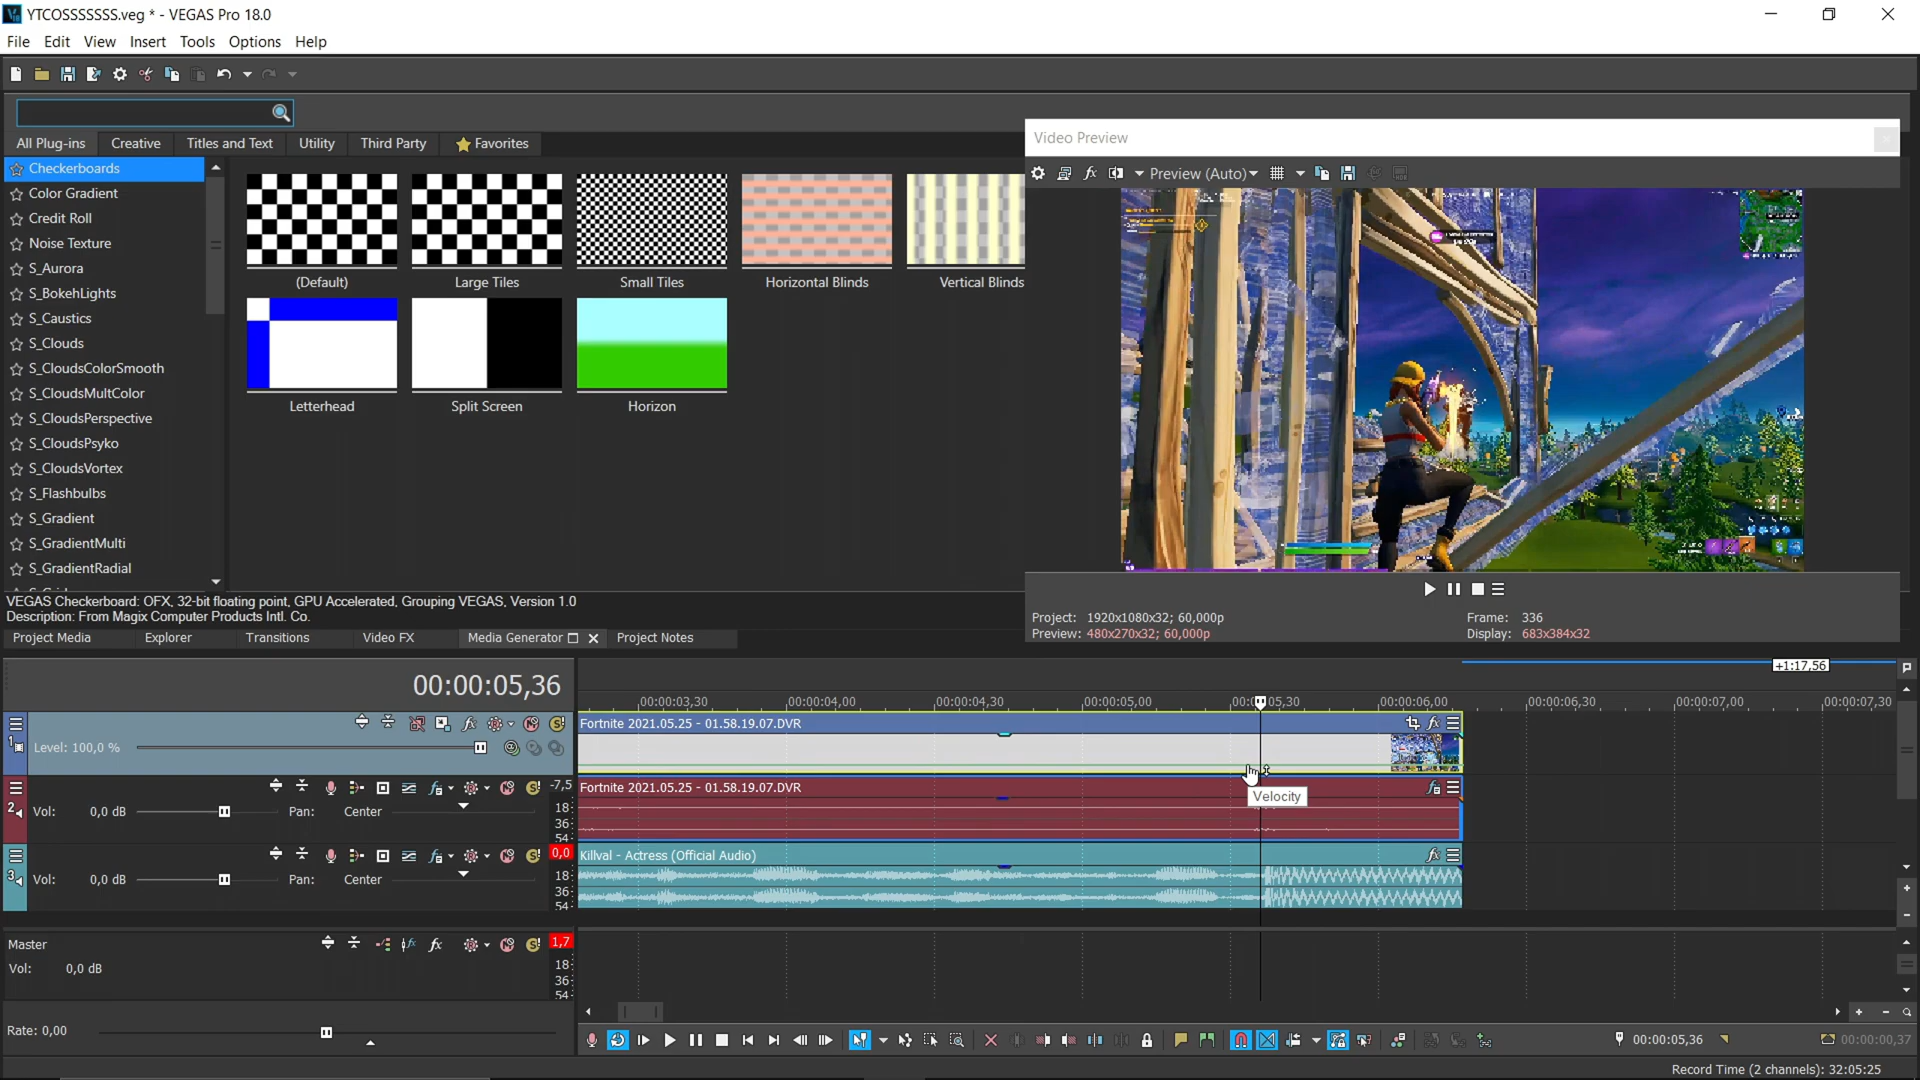 YTCOSSSSSSS.veg * - VEGAS Pro 18.0
File Edit View Insert Tools Options Help
All Plug-ins Creative Titles and Text Utility Third Party Favorites
Checkerboards
Color Gradient
Credit Roll
Noise Texture
S_Aurora
S_BokehLights
S_Caustics
S_Clouds
S_CloudsColorSmooth
S_CloudsMultColor
S_CloudsPerspective
S_CloudsPsyko
S_CloudsVortex
S_Flashbulbs
S_Gradient
S_GradientMulti
S_GradientRadial
(Default) Large Tiles Small Tiles Horizontal Blinds Vertical Blinds
Letterhead Split Screen Horizon
VEGAS Checkerboard: OFX, 32-bit floating point, GPU Accelerated, Grouping VEGAS, Version 1.0
Description: From Magix Computer Products Intl. Co.
Project Media Explorer Transitions Video FX Media Generator Project Notes
Video Preview
Preview (Auto)
Project: 1920x1080x32; 60,000p
Preview: 480x270x32; 60,000p
Frame: 336
Display: 683x384x32
+1:17,56
00:00:05,36
00:00:03,30 00:00:04,00 00:00:04,30 00:00:05,00 00:00:05,30 00:00:06,00 00:00:06,30 00:00:07,00 00:00:07,30
1
Level: 100,0 %
Fortnite 2021.05.25 - 01.58.19.07.DVR
2
Vol: 0,0 dB Pan: Center
-7,5
18
36
54
Fortnite 2021.05.25 - 01.58.19.07.DVR
Velocity
3
Vol: 0,0 dB Pan: Center
0,0
18
36
54
Killval - Actress (Official Audio)
Master
Vol: 0,0 dB
1,7
18
36
54
Rate: 0,00
00:00:05,36
00:00:00,37
Record Time (2 channels): 32:05:25